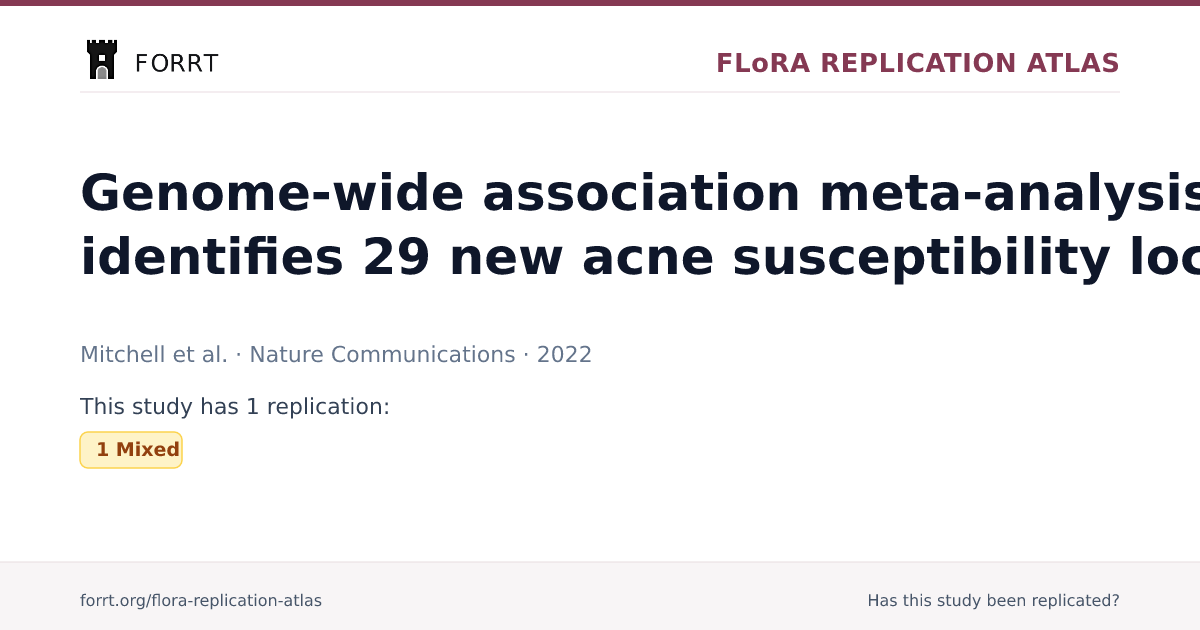 FORRT
FLoRA REPLICATION ATLAS
Genome-wide association meta-analysis
identifies 29 new acne susceptibility loc
Mitchell et al. · Nature Communications · 2022
This study has 1 replication:
1 Mixed
forrt.org/flora-replication-atlas
Has this study been replicated?